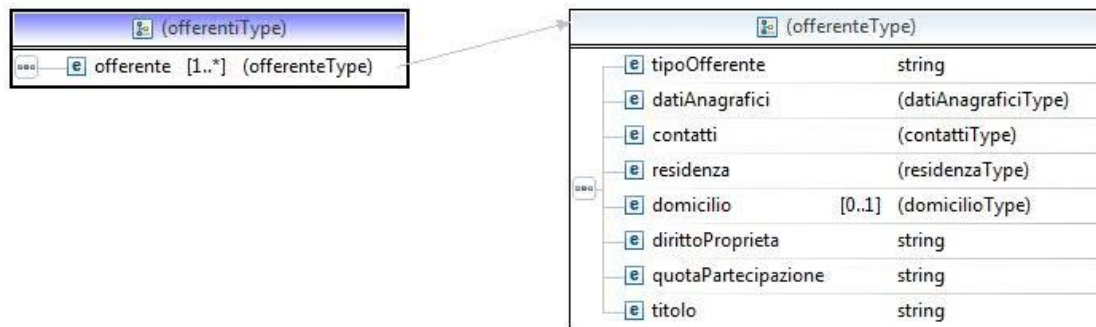 (offerentiType)
e offerente [1..*] (offerenteType)
(offerenteType)
e tipoOfferente string
e datiAnagrafici (datiAnagraficiType)
e contatti (contattiType)
e residenza (residenzaType)
e domicilio [0..1] (domicilioType)
e dirittoProprieta string
e quotaPartecipazione string
e titolo string